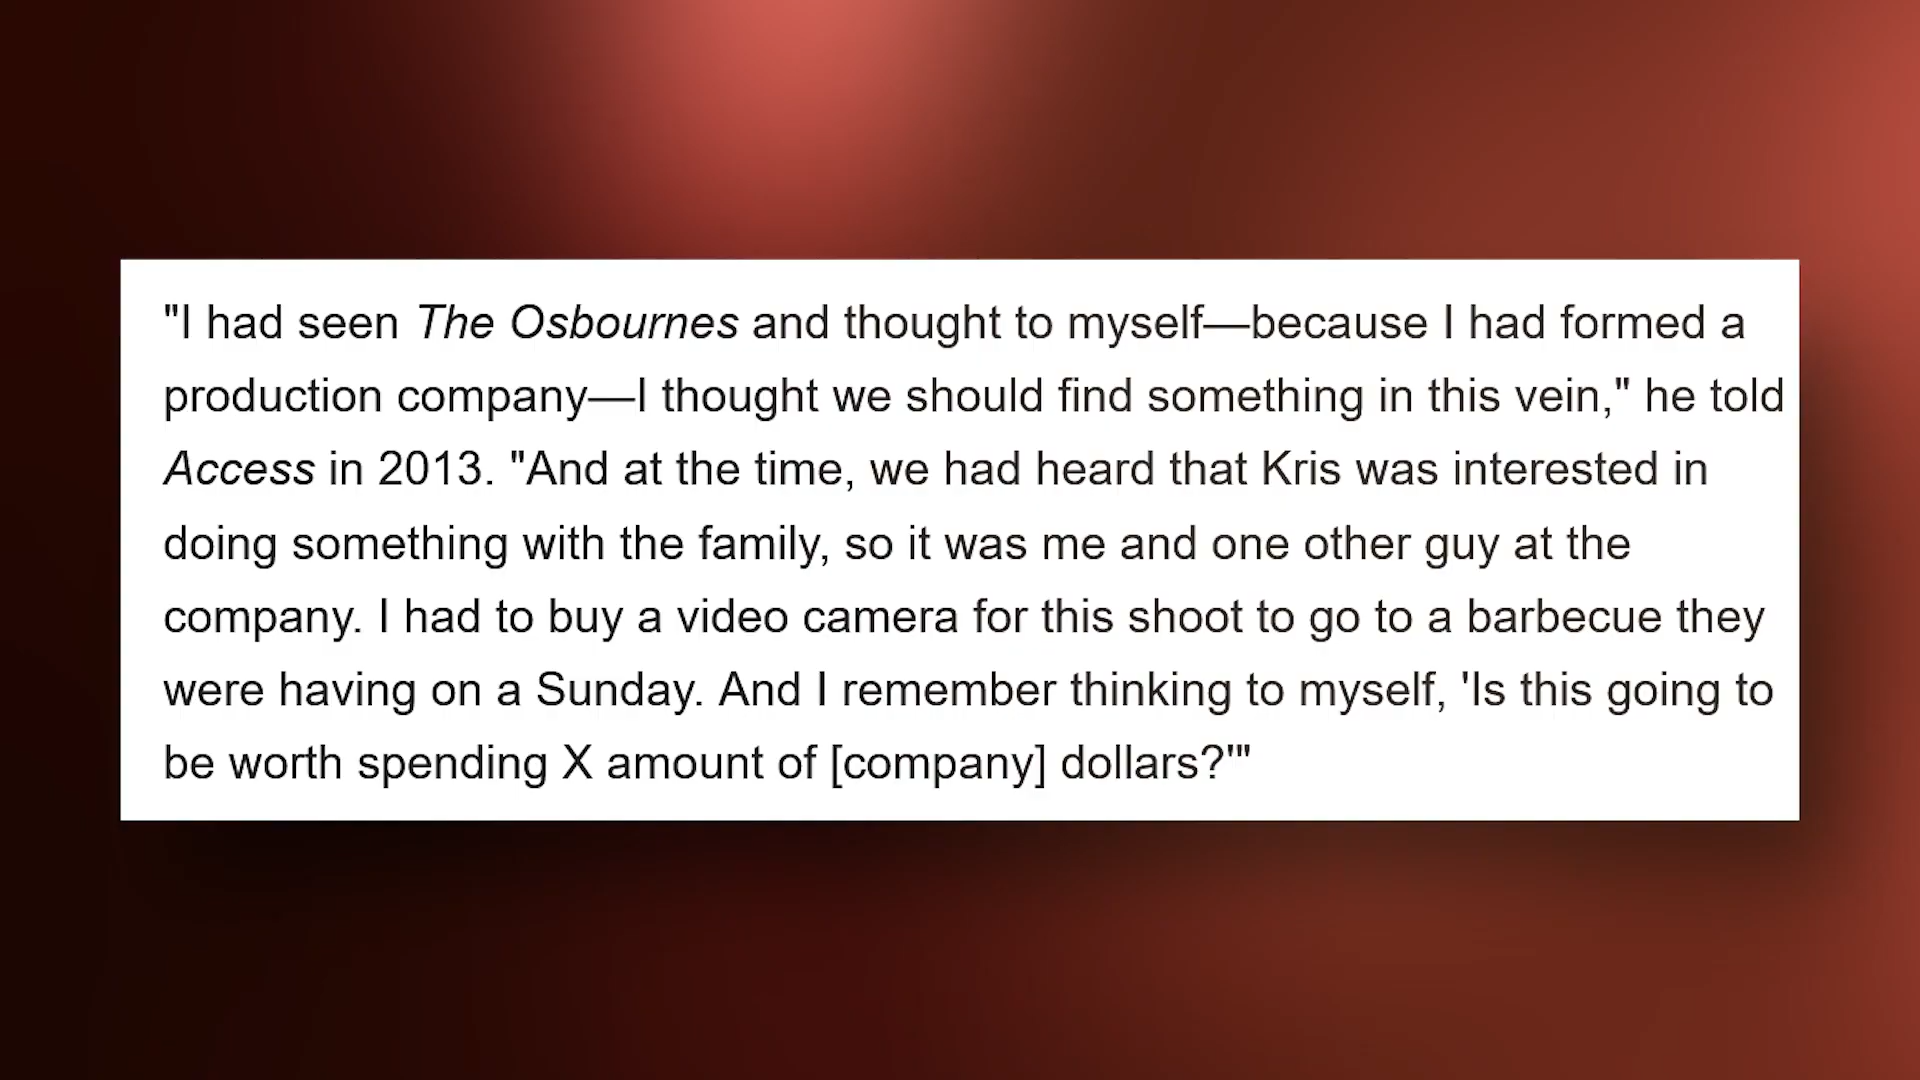 "I had seen The Osbournes and thought to myself—because I had formed a
production company—I thought we should find something in this vein," he told
Access in 2013. "And at the time, we had heard that Kris was interested in
doing something with the family, so it was me and one other guy at the
company. I had to buy a video camera for this shoot to go to a barbecue they
were having on a Sunday. And I remember thinking to myself, 'Is this going to
be worth spending X amount of [company] dollars?'"